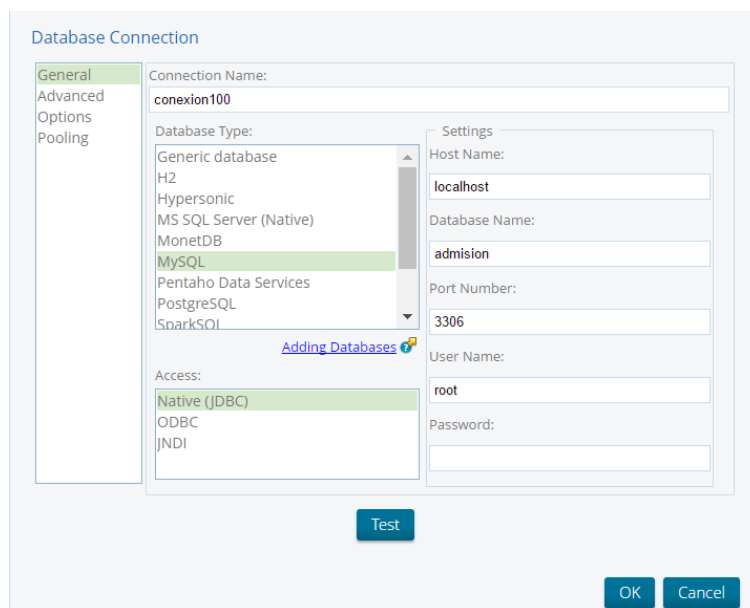 Database Connection
General
Advanced
Options
Pooling
Connection Name:
conexion100
Database Type:
Generic database
H2
Hypersonic
MS SQL Server (Native)
MonetDB
MySQL
Pentaho Data Services
PostgreSQL
SparkSQL
Adding Databases
Access:
Native (JDBC)
ODBC
JNDI
Settings
Host Name:
localhost
Database Name:
admision
Port Number:
3306
User Name:
root
Password:
Test
OK
Cancel